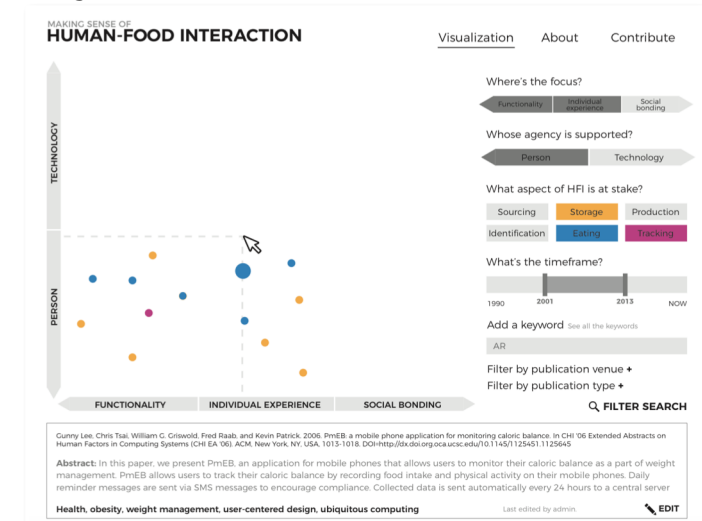 MAKING SENSE OF
HUMAN-FOOD INTERACTION
Visualization About Contribute
TECHNOLOGY
PERSON
FUNCTIONALITY INDIVIDUAL EXPERIENCE SOCIAL BONDING
Where's the focus?
Functionality Individual experience Social bonding
Whose agency is supported?
Person Technology
What aspect of HFI is at stake?
Sourcing Storage Production
Identification Eating Tracking
What's the timeframe?
1990 2001 2013 NOW
Add a keyword See all the keywords
AR
Filter by publication venue +
Filter by publication type +
FILTER SEARCH
Gunny Lee, Chris Tsai, William G. Griswold, Fred Raab, and Kevin Patrick. 2006. PmEB: a mobile phone application for monitoring caloric balance. In CHI '06 Extended Abstracts on
Human Factors in Computing Systems (CHI EA '06). ACM, New York, NY, USA, 1013-1018. DOI=http://dx.doi.org.oca.ucsc.edu/10.1145/1125451.1125645
Abstract: In this paper, we present PmEB, an application for mobile phones that allows users to monitor their caloric balance as a part of weight
management. PmEB allows users to track their caloric balance by recording food intake and physical activity on their mobile phones. Daily
reminder messages are sent via SMS messages to encourage compliance. Collected data is sent automatically every 24 hours to a central server
Health, obesity, weight management, user-centered design, ubiquitous computing Last edited by admin. EDIT